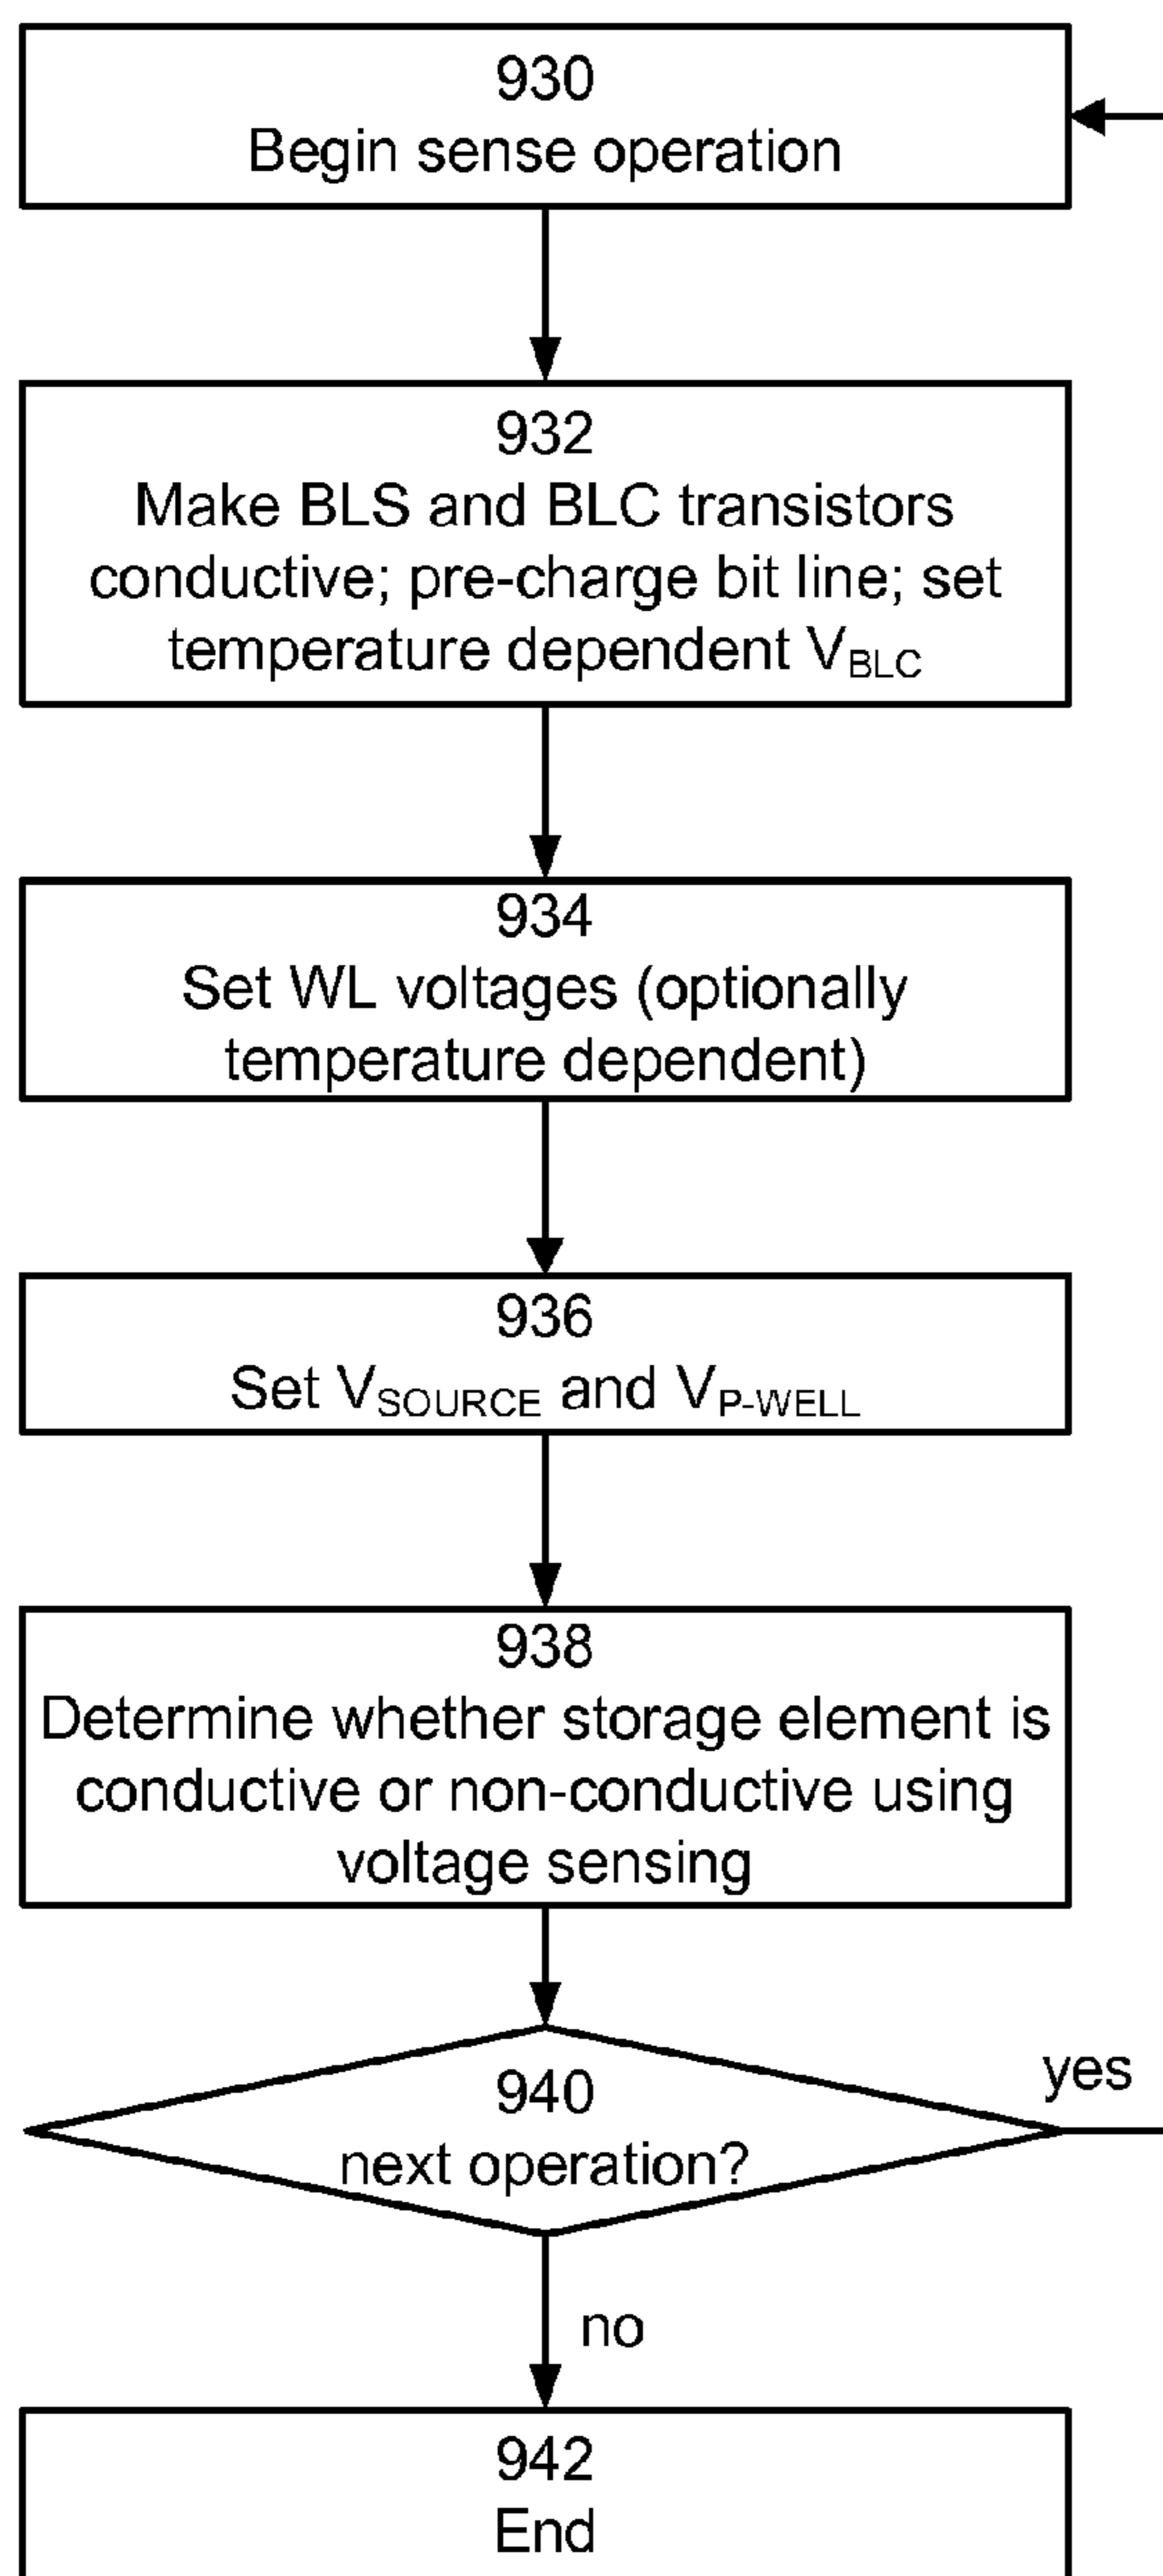 930
Begin sense operation
932
Make BLS and BLC transistors
conductive; pre-charge bit line; set
temperature dependent VBLC
934
Set WL voltages (optionally
temperature dependent)
936
Set VSOURCE and VP-WELL
938
Determine whether storage element is
conductive or non-conductive using
voltage sensing
940
next operation?
yes
no
942
End